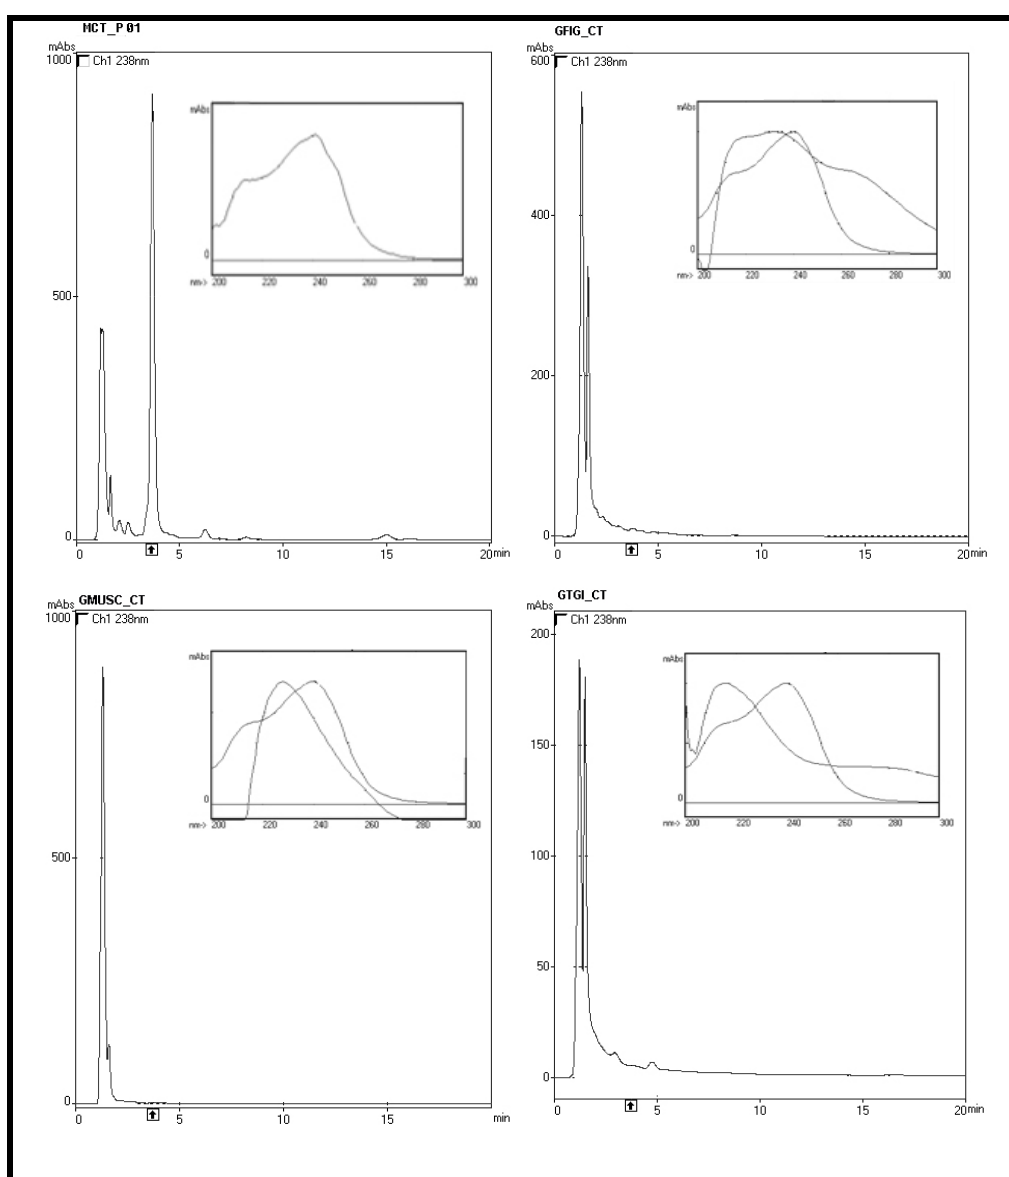 MCT_P 01
mAbs
1000
Ch1 238nm
mAbs
0
nm-> 200 220 240 260 280 300
500
0
0 5 10 15 20min
GFIG_CT
mAbs
600
Ch1 238nm
mAbs
0
nm-> 200 220 240 260 280 300
400
200
0
0 5 10 15 20min
GMUSC_CT
mAbs
1000
Ch1 238nm
mAbs
0
nm-> 200 220 240 260 280 300
500
0
0 5 10 15 min
GTGI_CT
mAbs
200
Ch1 238nm
mAbs
0
nm-> 200 220 240 260 280 300
150
100
50
0
0 5 10 15 20min